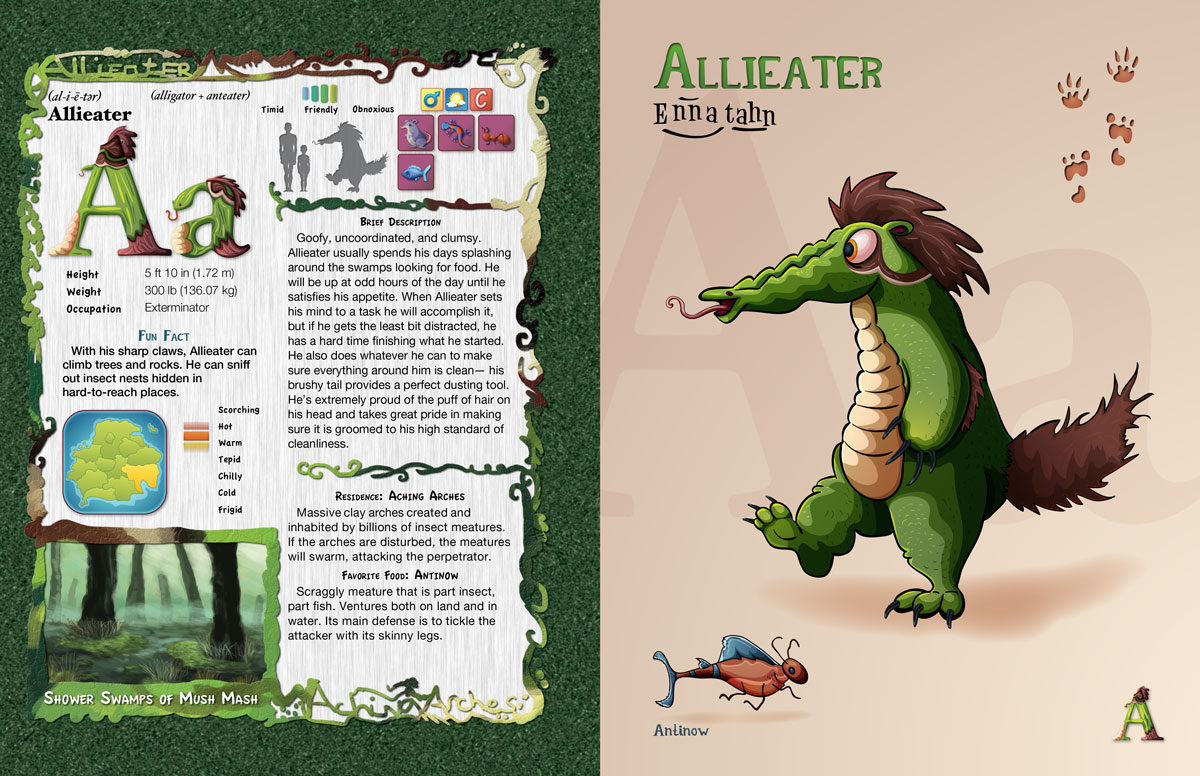 Allieater
(al-i-ē-tər)
(alligator + anteater)
Allieater
Timid
Friendly
Obnoxious
C
Aa
Height 5 ft 10 in (1.72 m)
Weight 300 lb (136.07 kg)
Occupation Exterminator
Fun Fact
With his sharp claws, Allieater can
climb trees and rocks. He can sniff
out insect nests hidden in
hard-to-reach places.
Scorching
Hot
Warm
Tepid
Chilly
Cold
Frigid
Shower Swamps of Mush Mash
Brief Description
Goofy, uncoordinated, and clumsy.
Allieater usually spends his days splashing
around the swamps looking for food. He
will be up at odd hours of the day until he
satisfies his appetite. When Allieater sets
his mind to a task he will accomplish it,
but if he gets the least bit distracted, he
has a hard time finishing what he started.
He also does whatever he can to make
sure everything around him is clean— his
brushy tail provides a perfect dusting tool.
He's extremely proud of the puff of hair on
his head and takes great pride in making
sure it is groomed to his high standard of
cleanliness.
Residence: Aching Arches
Massive clay arches created and
inhabited by billions of insect meatures.
If the arches are disturbed, the meatures
will swarm, attacking the perpetrator.
Favorite Food: Antinow
Scraggly meature that is part insect,
part fish. Ventures both on land and in
water. Its main defense is to tickle the
attacker with its skinny legs.
Aching Arches
Allieater
Ennatahn
Aa
Antinow
A